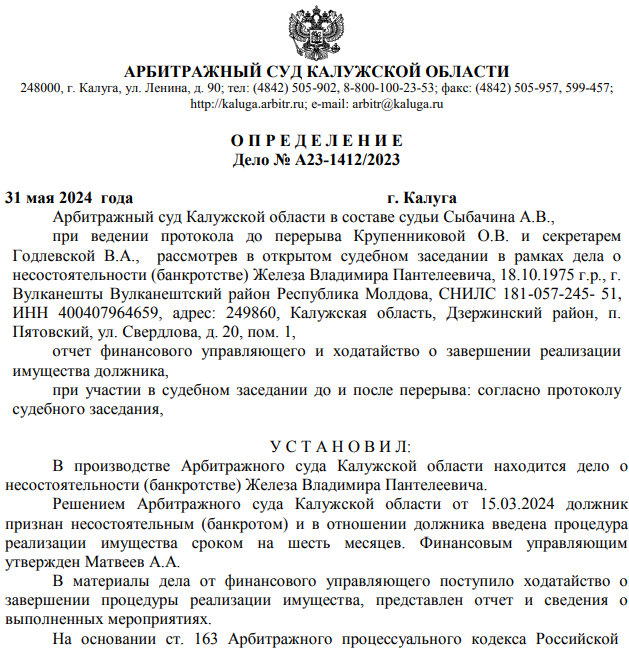 АРБИТРАЖНЫЙ СУД КАЛУЖСКОЙ ОБЛАСТИ
248000, г. Калуга, ул. Ленина, д. 90; тел: (4842) 505-902, 8-800-100-23-53; факс: (4842) 505-957, 599-457;
http://kaluga.arbitr.ru; e-mail: arbitr@kaluga.ru
О П Р Е Д Е Л Е Н И Е
Дело № А23-1412/2023
31 мая 2024 года г. Калуга
Арбитражный суд Калужской области в составе судьи Сыбачина А.В.,
при ведении протокола до перерыва Крупенниковой О.В. и секретарем
Годлевской В.А., рассмотрев в открытом судебном заседании в рамках дела о
несостоятельности (банкротстве) Железа Владимира Пантелеевича, 18.10.1975 г.р., г.
Вулканешты Вулканештский район Республика Молдова, СНИЛС 181-057-245- 51,
ИНН 400407964659, адрес: 249860, Калужская область, Дзержинский район, п.
Пятовский, ул. Свердлова, д. 20, пом. 1,
отчет финансового управляющего и ходатайство о завершении реализации
имущества должника,
при участии в судебном заседании до и после перерыва: согласно протоколу
судебного заседания,
У С Т А Н О В И Л:
В производстве Арбитражного суда Калужской области находится дело о
несостоятельности (банкротстве) Железа Владимира Пантелеевича.
Решением Арбитражного суда Калужской области от 15.03.2024 должник
признан несостоятельным (банкротом) и в отношении должника введена процедура
реализации имущества сроком на шесть месяцев. Финансовым управляющим
утвержден Матвеев А.А.
В материалы дела от финансового управляющего поступило ходатайство о
завершении процедуры реализации имущества, представлен отчет и сведения о
выполненных мероприятиях.
На основании ст. 163 Арбитражного процессуального кодекса Российской